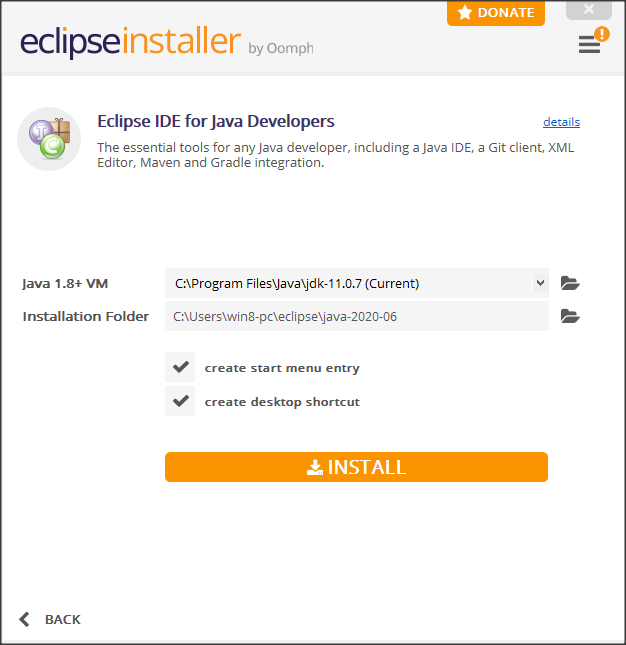 DONATE
eclipseinstaller by Oomph
!
Eclipse IDE for Java Developers
details
The essential tools for any Java developer, including a Java IDE, a Git client, XML
Editor, Maven and Gradle integration.
Java 1.8+ VM
C:\Program Files\Java\jdk-11.0.7 (Current)
Installation Folder
C:\Users\win8-pc\eclipse\java-2020-06
create start menu entry
create desktop shortcut
INSTALL
BACK